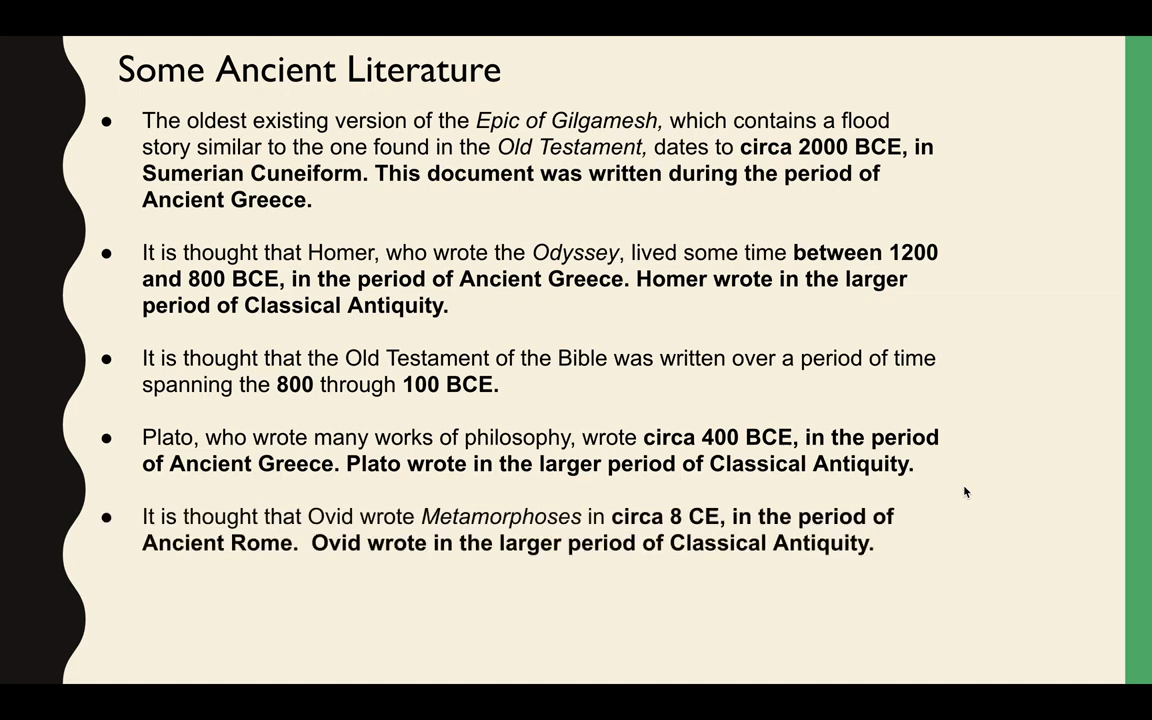 Some Ancient Literature
● The oldest existing version of the Epic of Gilgamesh, which contains a flood
story similar to the one found in the Old Testament, dates to circa 2000 BCE, in
Sumerian Cuneiform. This document was written during the period of
Ancient Greece.
● It is thought that Homer, who wrote the Odyssey, lived some time between 1200
and 800 BCE, in the period of Ancient Greece. Homer wrote in the larger
period of Classical Antiquity.
● It is thought that the Old Testament of the Bible was written over a period of time
spanning the 800 through 100 BCE.
● Plato, who wrote many works of philosophy, wrote circa 400 BCE, in the period
of Ancient Greece. Plato wrote in the larger period of Classical Antiquity.
● It is thought that Ovid wrote Metamorphoses in circa 8 CE, in the period of
Ancient Rome.  Ovid wrote in the larger period of Classical Antiquity.